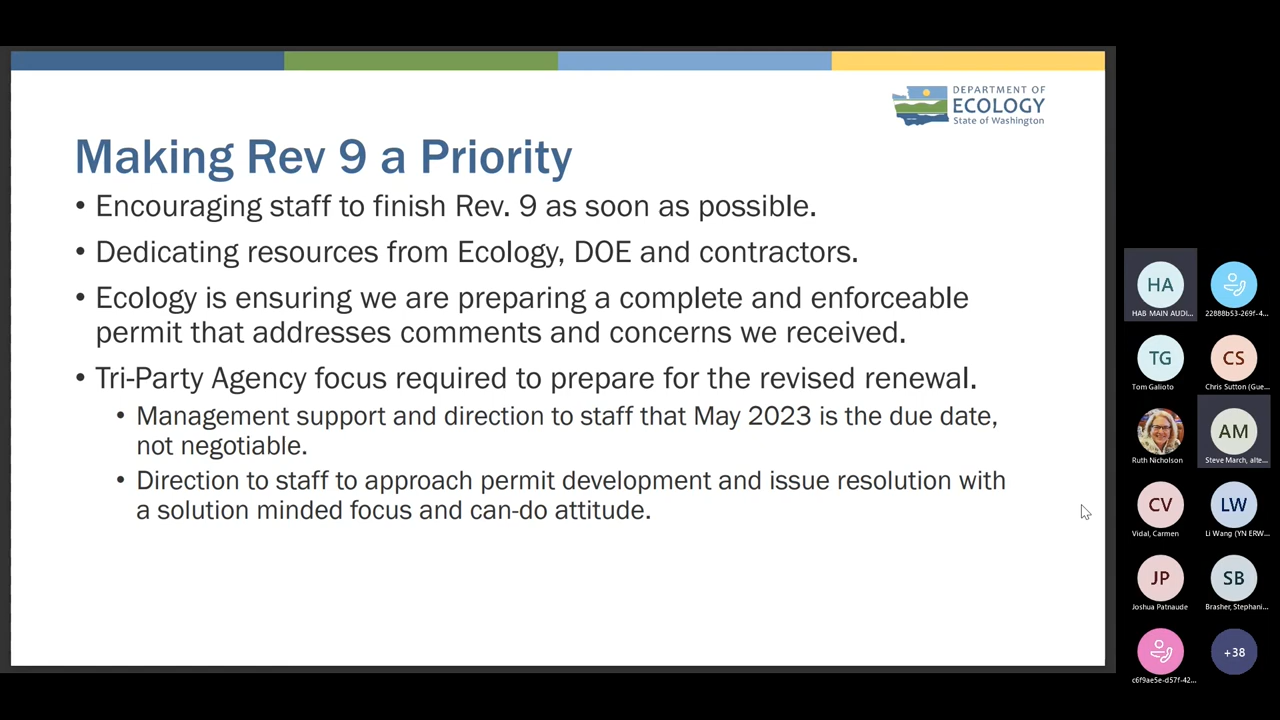 DEPARTMENT OF
ECOLOGY
State of Washington
Making Rev 9 a Priority
• Encouraging staff to finish Rev. 9 as soon as possible.
• Dedicating resources from Ecology, DOE and contractors.
• Ecology is ensuring we are preparing a complete and enforceable
permit that addresses comments and concerns we received.
• Tri-Party Agency focus required to prepare for the revised renewal.
• Management support and direction to staff that May 2023 is the due date,
not negotiable.
• Direction to staff to approach permit development and issue resolution with
a solution minded focus and can-do attitude.
HA
HAB MAIN AUDI...
22888b53-269f-4...
TG
Tom Galioto
CS
Chris Sutton (Gue...
Ruth Nicholson
AM
Steve March, alte...
CV
Vidal, Carmen
LW
Li Wang (YN ERW...
JP
Joshua Patnaude
SB
Brasher, Stephani...
c6f9ae5e-d57f-42...
+38